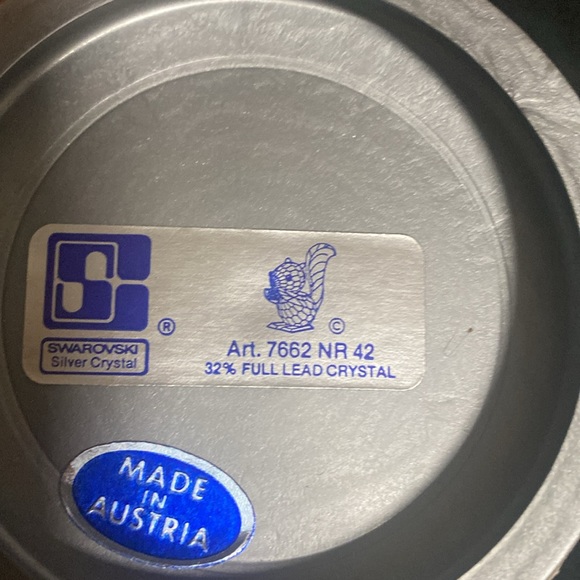 S
®
SWAROVSKI
Silver Crystal
©
Art. 7662 NR 42
32% FULL LEAD CRYSTAL
MADE
IN
AUSTRIA